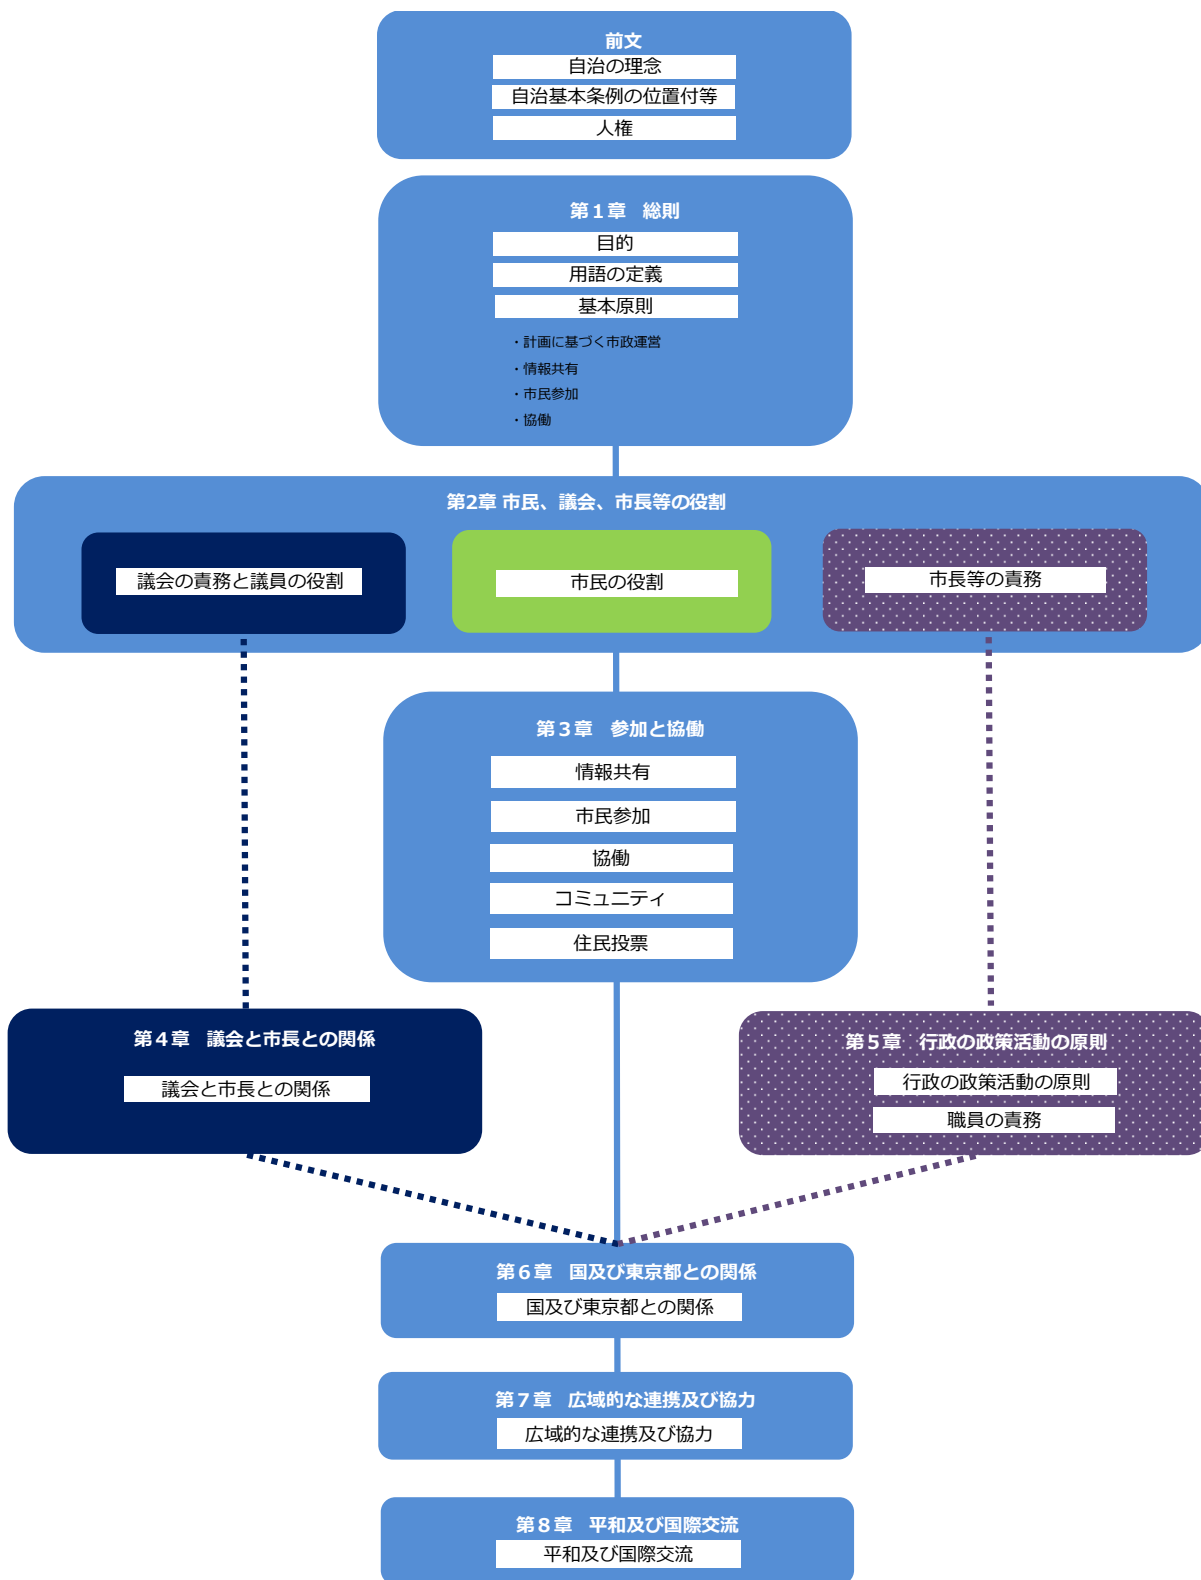 前文
自治の理念
自治基本条例の位置付等
人権
第１章　総則
目的
用語の定義
基本原則
・計画に基づく市政運営
・情報共有
・市民参加
・協働
第2章 市民、議会、市長等の役割
議会の責務と議員の役割
市民の役割
市長等の責務
第３章　参加と協働
情報共有
市民参加
協働
コミュニティ
住民投票
第４章　議会と市長との関係
議会と市長との関係
第５章　行政の政策活動の原則
行政の政策活動の原則
職員の責務
第６章　国及び東京都との関係
国及び東京都との関係
第７章　広域的な連携及び協力
広域的な連携及び協力
第８章　平和及び国際交流
平和及び国際交流